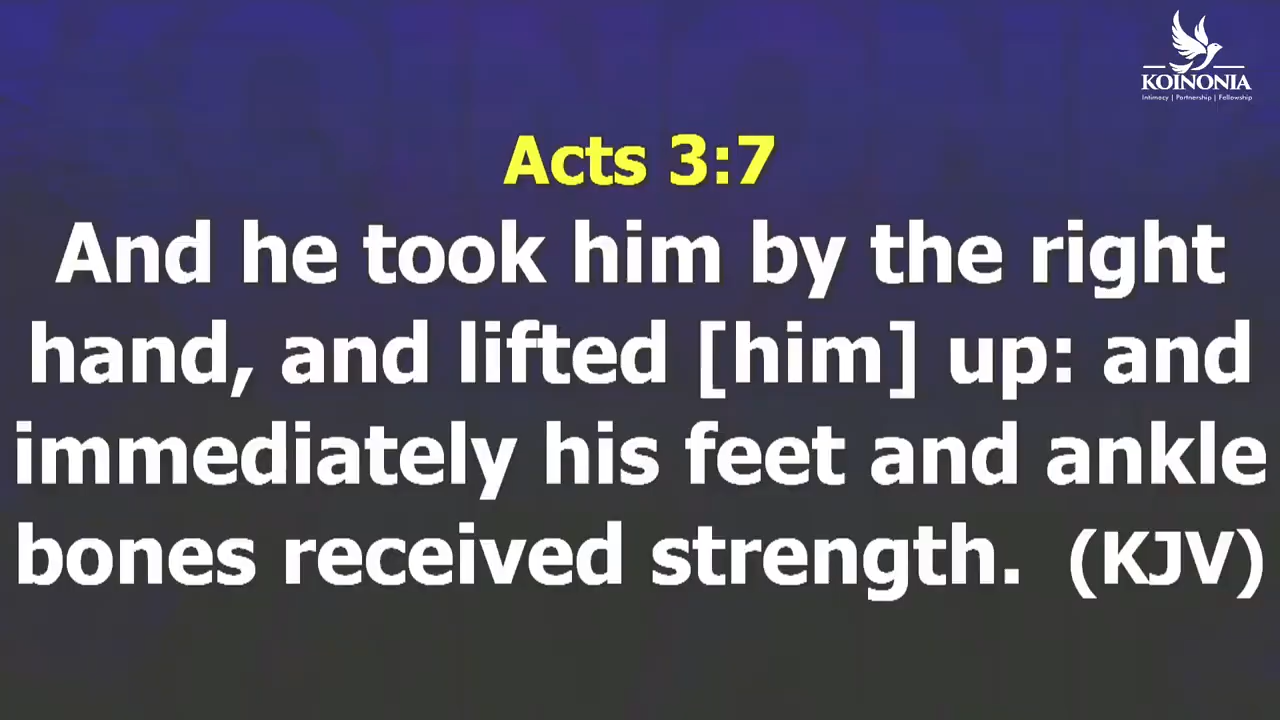 KOINONIA
Intimacy | Partnership | Fellowship
Acts 3:7
And he took him by the right
hand, and lifted [him] up: and
immediately his feet and ankle
bones received strength. (KJV)